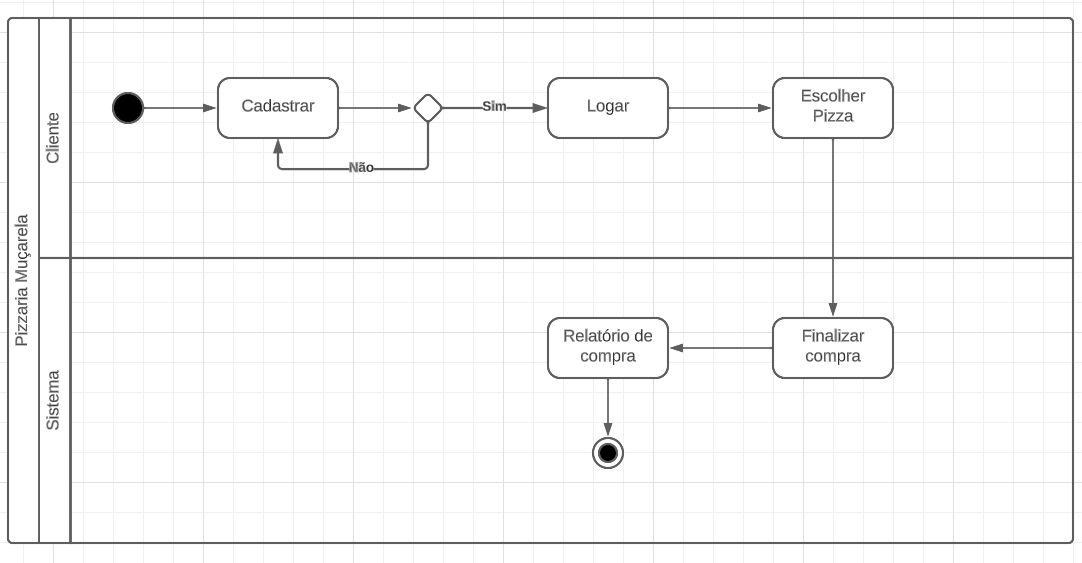 Pizzaria Muçarela
Cliente
Cadastrar
Sim
Não
Logar
Escolher
Pizza
Sistema
Relatório de
compra
Finalizar
compra